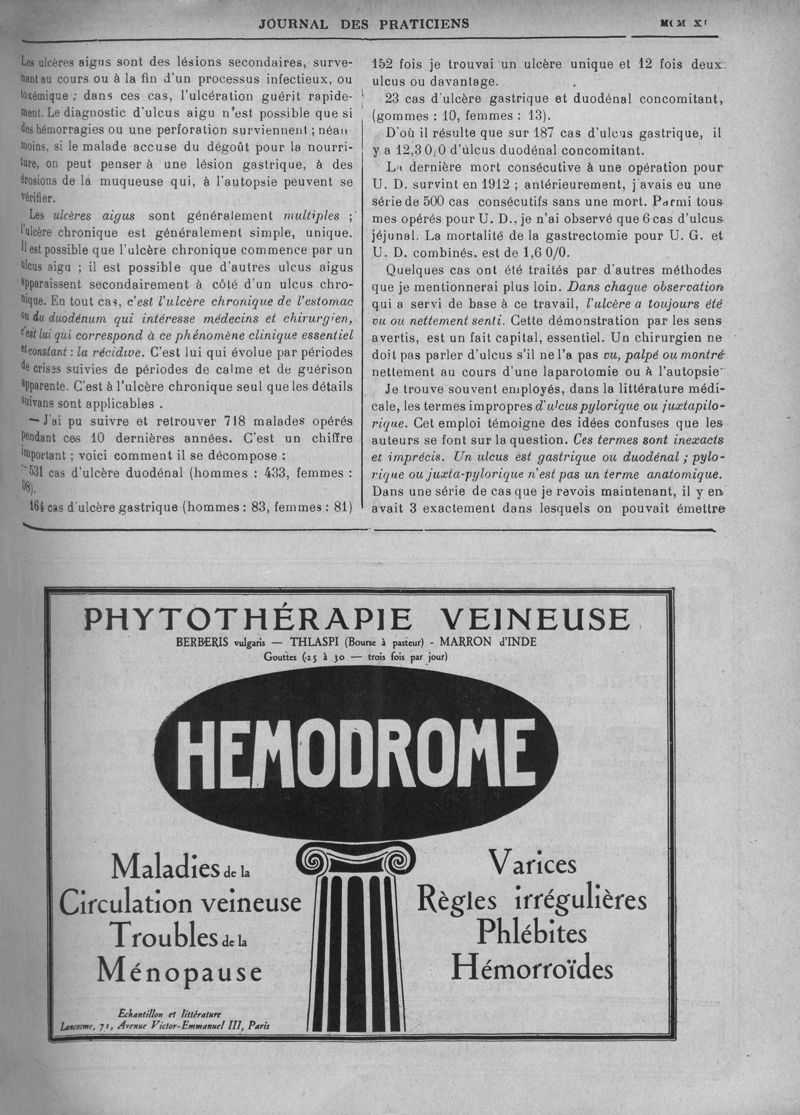 JOURNAL DES PRATICIENS
Les ulcères aigus sont des lésions secondaires, surve-
nant au cours ou à la fin d'un processus infectieux, ou
toxémique ; dans ces cas, l'ulcération guérit rapide-
ment. Le diagnostic d'ulcus aigu n'est possible que si
des hémorragies ou une perforation surviennent ; néan
moins, si le malade accuse du dégoût pour la nourri-
ture, on peut penser à une lésion gastrique, à des
érosions de la muqueuse qui, à l'autopsie peuvent se
vérifier.
Les ulcères aigus sont généralement multiples ;
l'ulcère chronique est généralement simple, unique.
Il est possible que l'ulcère chronique commence par un
ulcus aigu ; il est possible que d'autres ulcus aigus
apparaissent secondairement à côté d'un ulcus chro-
nique. En tout cas, c'est l'ulcère chronique de l'estomac
ou du duodénum qui intéresse médecins et chirurgien,
c'est lui qui correspond à ce phénomène clinique essentiel
et constant : la récidive. C'est lui qui évolue par périodes
de crises suivies de périodes de calme et de guérison
apparente. C'est à l'ulcère chronique seul que les détails
suivans sont applicables .
— J'ai pu suivre et retrouver 718 malades opérés
pendant ces 10 dernières années. C'est un chiffre
important ; voici comment il se décompose :
531 cas d'ulcère duodénal (hommes : 433, femmes :
98).
164 cas d'ulcère gastrique (hommes : 83, femmes : 81)
152 fois je trouvai un ulcère unique et 12 fois deux
ulcus ou davantage.
23 cas d'ulcère gastrique et duodénal concomitant,
(gommes : 10, femmes : 13).
D'où il résulte que sur 187 cas d'ulcus gastrique, il
y a 12,3 0/0 d'ulcus duodénal concomitant.
La dernière mort consécutive à une opération pour
U. D. survint en 1912 ; antérieurement, j'avais eu une
série de 500 cas consécutifs sans une mort. Parmi tous
mes opérés pour U. D., je n'ai observé que 6 cas d'ulcus
jéjunal. La mortalité de la gastrectomie pour U. G. et
U. D. combinés. est de 1,6 0/0.
Quelques cas ont été traités par d'autres méthodes
que je mentionnerai plus loin. Dans chaque observation
qui a servi de base à ce travail, l'ulcère a toujours été
vu ou nettement senti. Cette démonstration par les sens
avertis, est un fait capital, essentiel. Un chirurgien ne
doit pas parler d'ulcus s'il ne l'a pas vu, palpé ou montré
nettement au cours d'une laparotomie ou à l'autopsie
Je trouve souvent employés, dans la littérature médi-
cale, les termes impropres d'ulcus pylorique ou juxtapilo-
rique. Cet emploi témoigne des idées confuses que les
auteurs se font sur la question. Ces termes sont inexacts
et imprécis. Un ulcus est gastrique ou duodénal ; pylo-
rique ou juxta-pylorique n'est pas un terme anatomique.
Dans une série de cas que je revois maintenant, il y en
avait 3 exactement dans lesquels on pouvait émettre
PHYTOTHÉRAPIE VEINEUSE
BERBERIS vulgaris — THLASPI (Bourse à pasteur) - MARRON d'INDE
Gouttes (25 à 30 — trois fois par jour)
HEMODROME
Maladies de la
Circulation veineuse
Troubles de la
Ménopause
Varices
Règles irrégulières
Phlébites
Hémorroïdes
Echantillon et littérature
Lancosme, 71, Avenue Victor-Emmanuel III, Paris